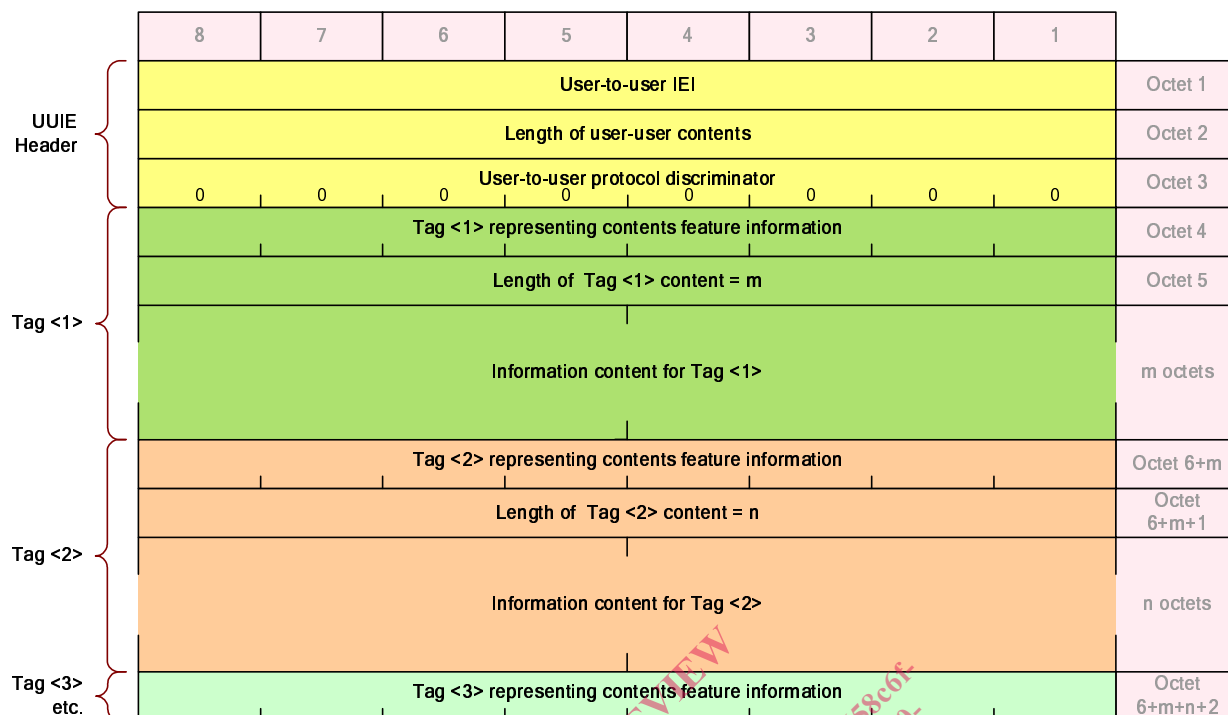 8 7 6 5 4 3 2 1
User-to-user IEI
Octet 1
UUIE
Header
Length of user-user contents
Octet 2
User-to-user protocol discriminator
0 0 0 0 0 0 0 0
Octet 3
Tag <1> representing contents feature information
Octet 4
Length of Tag <1> content = m
Octet 5
Tag <1>
Information content for Tag <1>
m octets
Tag <2> representing contents feature information
Octet 6+m
Length of Tag <2> content = n
Octet
6+m+1
Tag <2>
Information content for Tag <2>
n octets
Tag <3>
etc.
Tag <3> representing contents feature information
Octet
6+m+n+2